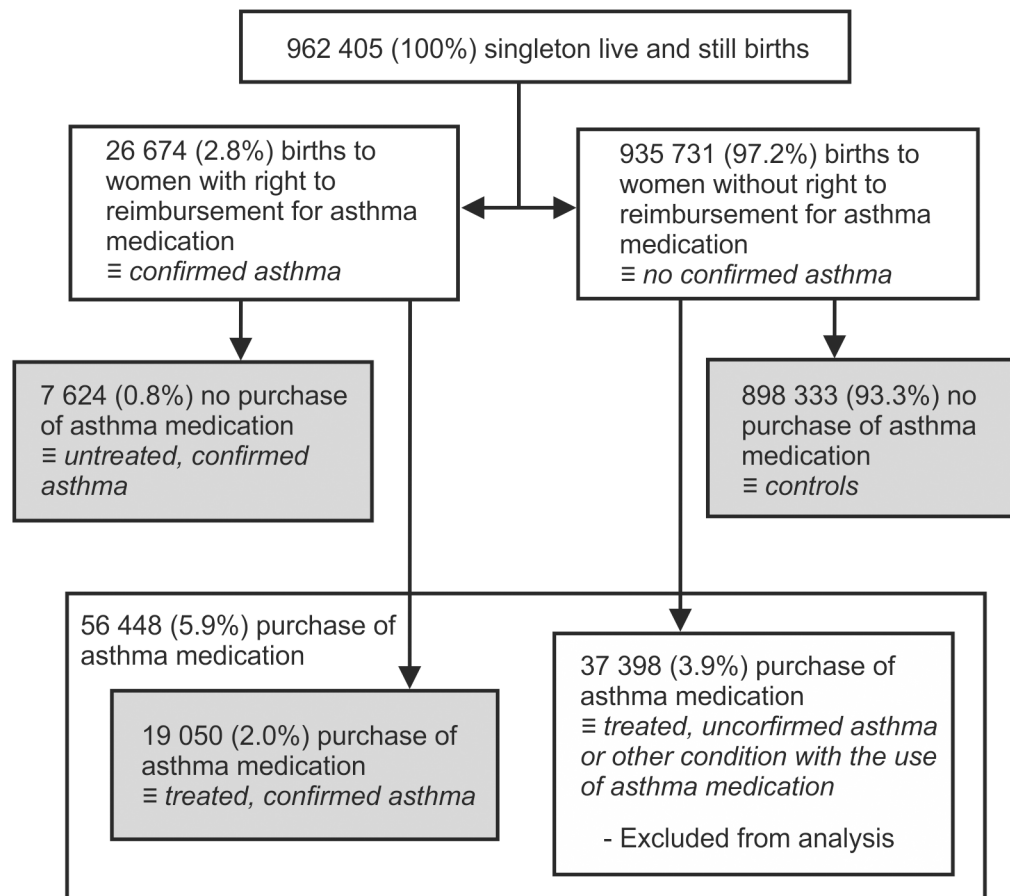 962 405 (100%) singleton live and still births
26 674 (2.8%) births to
women with right to
reimbursement for asthma
medication
≡ confirmed asthma
935 731 (97.2%) births to
women without right to
reimbursement for asthma
medication
≡ no confirmed asthma
7 624 (0.8%) no purchase
of asthma medication
≡ untreated, confirmed
asthma
898 333 (93.3%) no
purchase of asthma
medication
≡ controls
56 448 (5.9%) purchase of
asthma medication
19 050 (2.0%) purchase of
asthma medication
≡ treated, confirmed asthma
37 398 (3.9%) purchase of
asthma medication
≡ treated, uncorfirmed asthma
or other condition with the use
of asthma medication
- Excluded from analysis